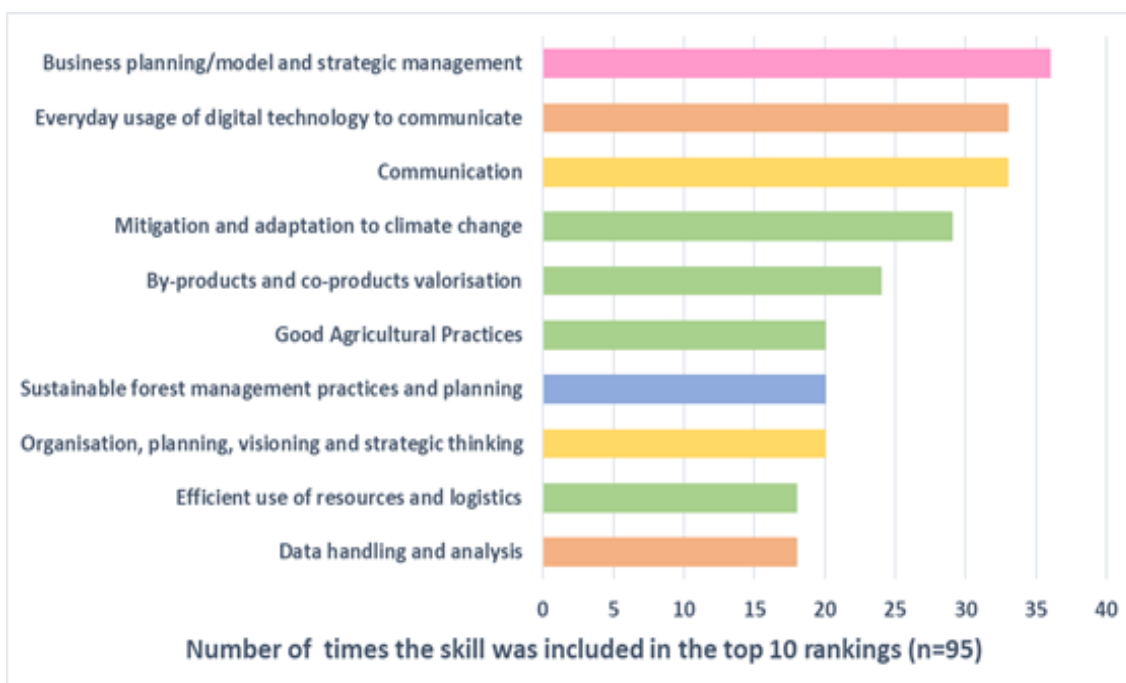 Business planning/model and strategic management
Everyday usage of digital technology to communicate
Communication
Mitigation and adaptation to climate change
By-products and co-products valorisation
Good Agricultural Practices
Sustainable forest management practices and planning
Organisation, planning, visioning and strategic thinking
Efficient use of resources and logistics
Data handling and analysis
0 5 10 15 20 25 30 35 40
Number of times the skill was included in the top 10 rankings (n=95)